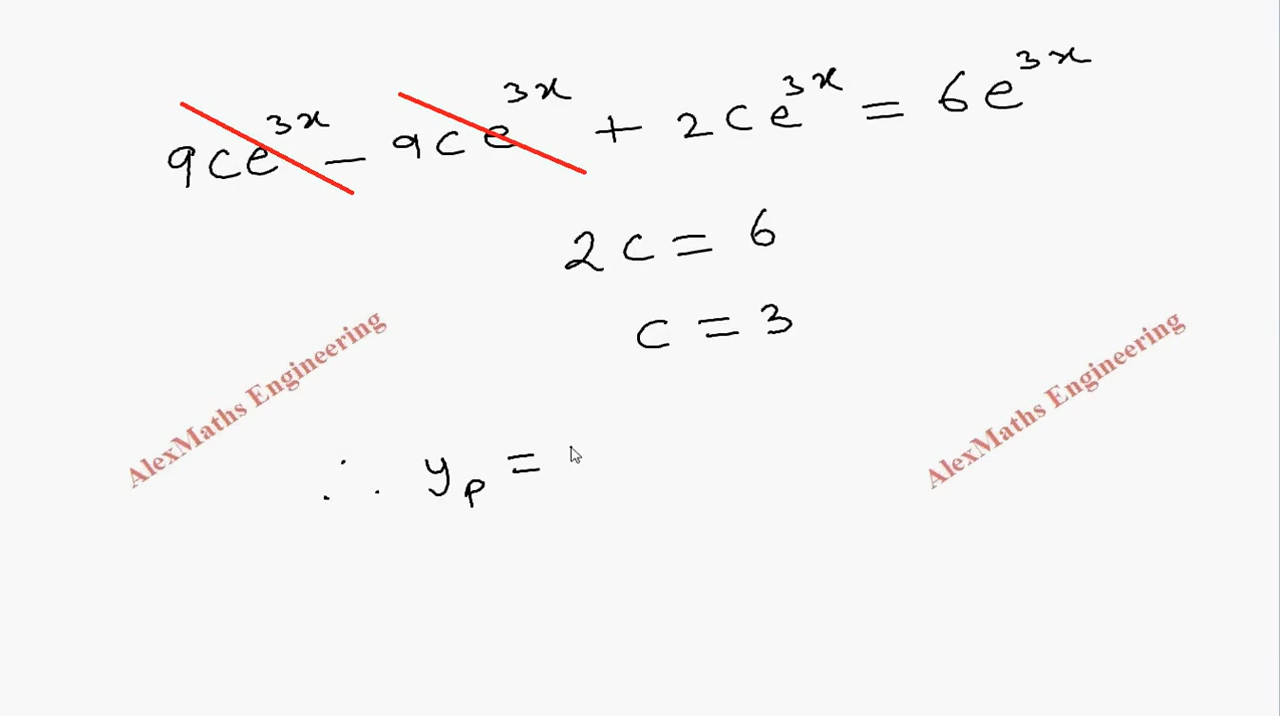 9ce^{3x} - 9ce^{3x} + 2ce^{3x} = 6e^{3x}
2c = 6
c = 3
AlexMaths Engineering
AlexMaths Engineering
∴ y_p =